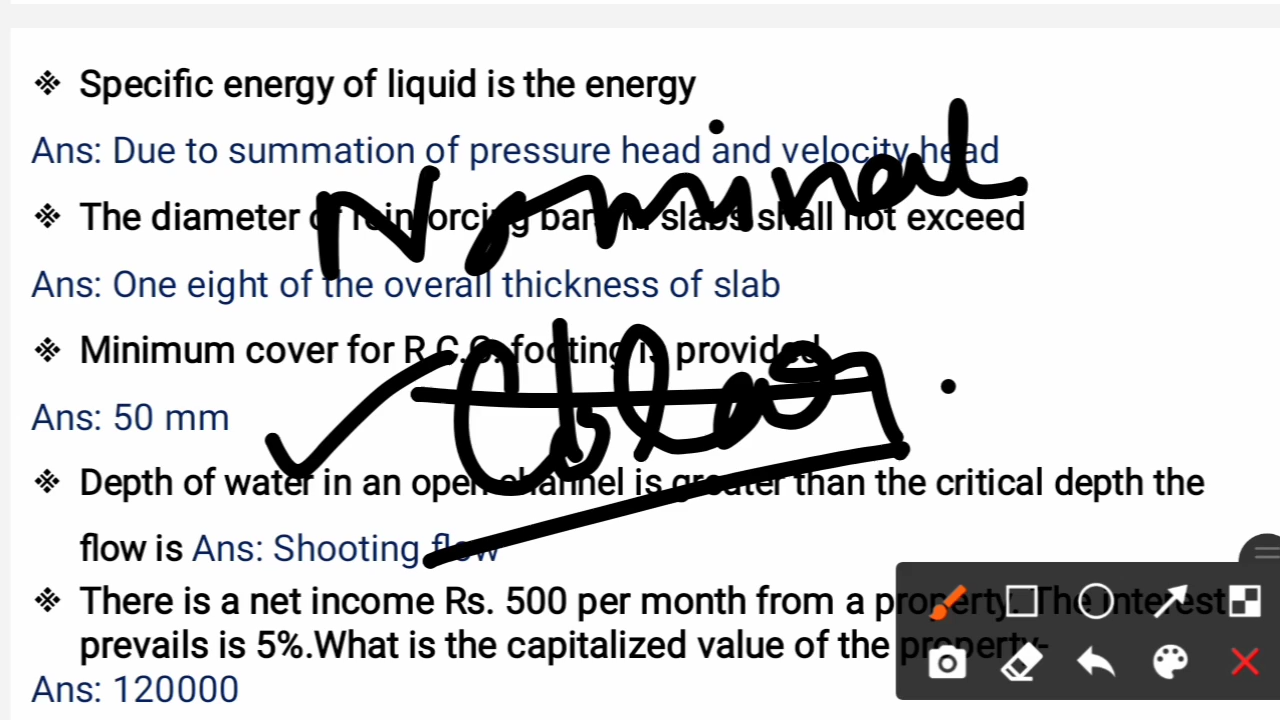 ❖ Specific energy of liquid is the energy
Ans: Due to summation of pressure head and velocity head
Nominal
❖ The diameter of reinforcing bars in slabs shall not exceed
Ans: One eight of the overall thickness of slab
❖ Minimum cover for R.C.C. footing is provided
Clear
Ans: 50 mm
❖ Depth of water in an open channel is greater than the critical depth the
flow is Ans: Shooting flow
❖ There is a net income Rs. 500 per month from a property. The interest
prevails is 5%.What is the capitalized value of the property-
Ans: 120000